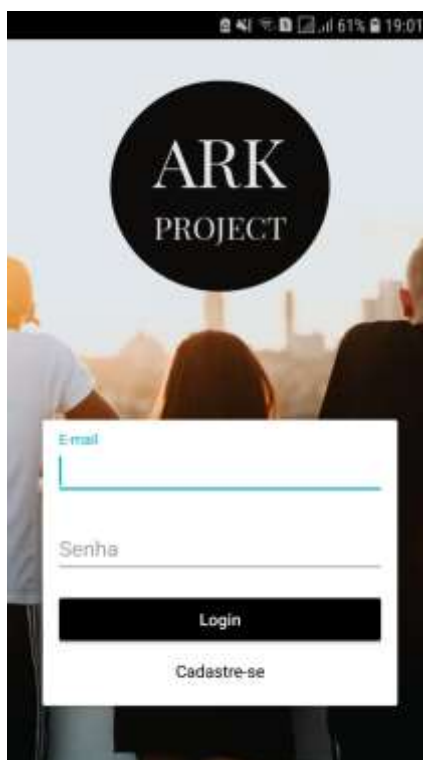 61% 19:01
ARK
PROJECT
E-mail
Senha
Login
Cadastre-se